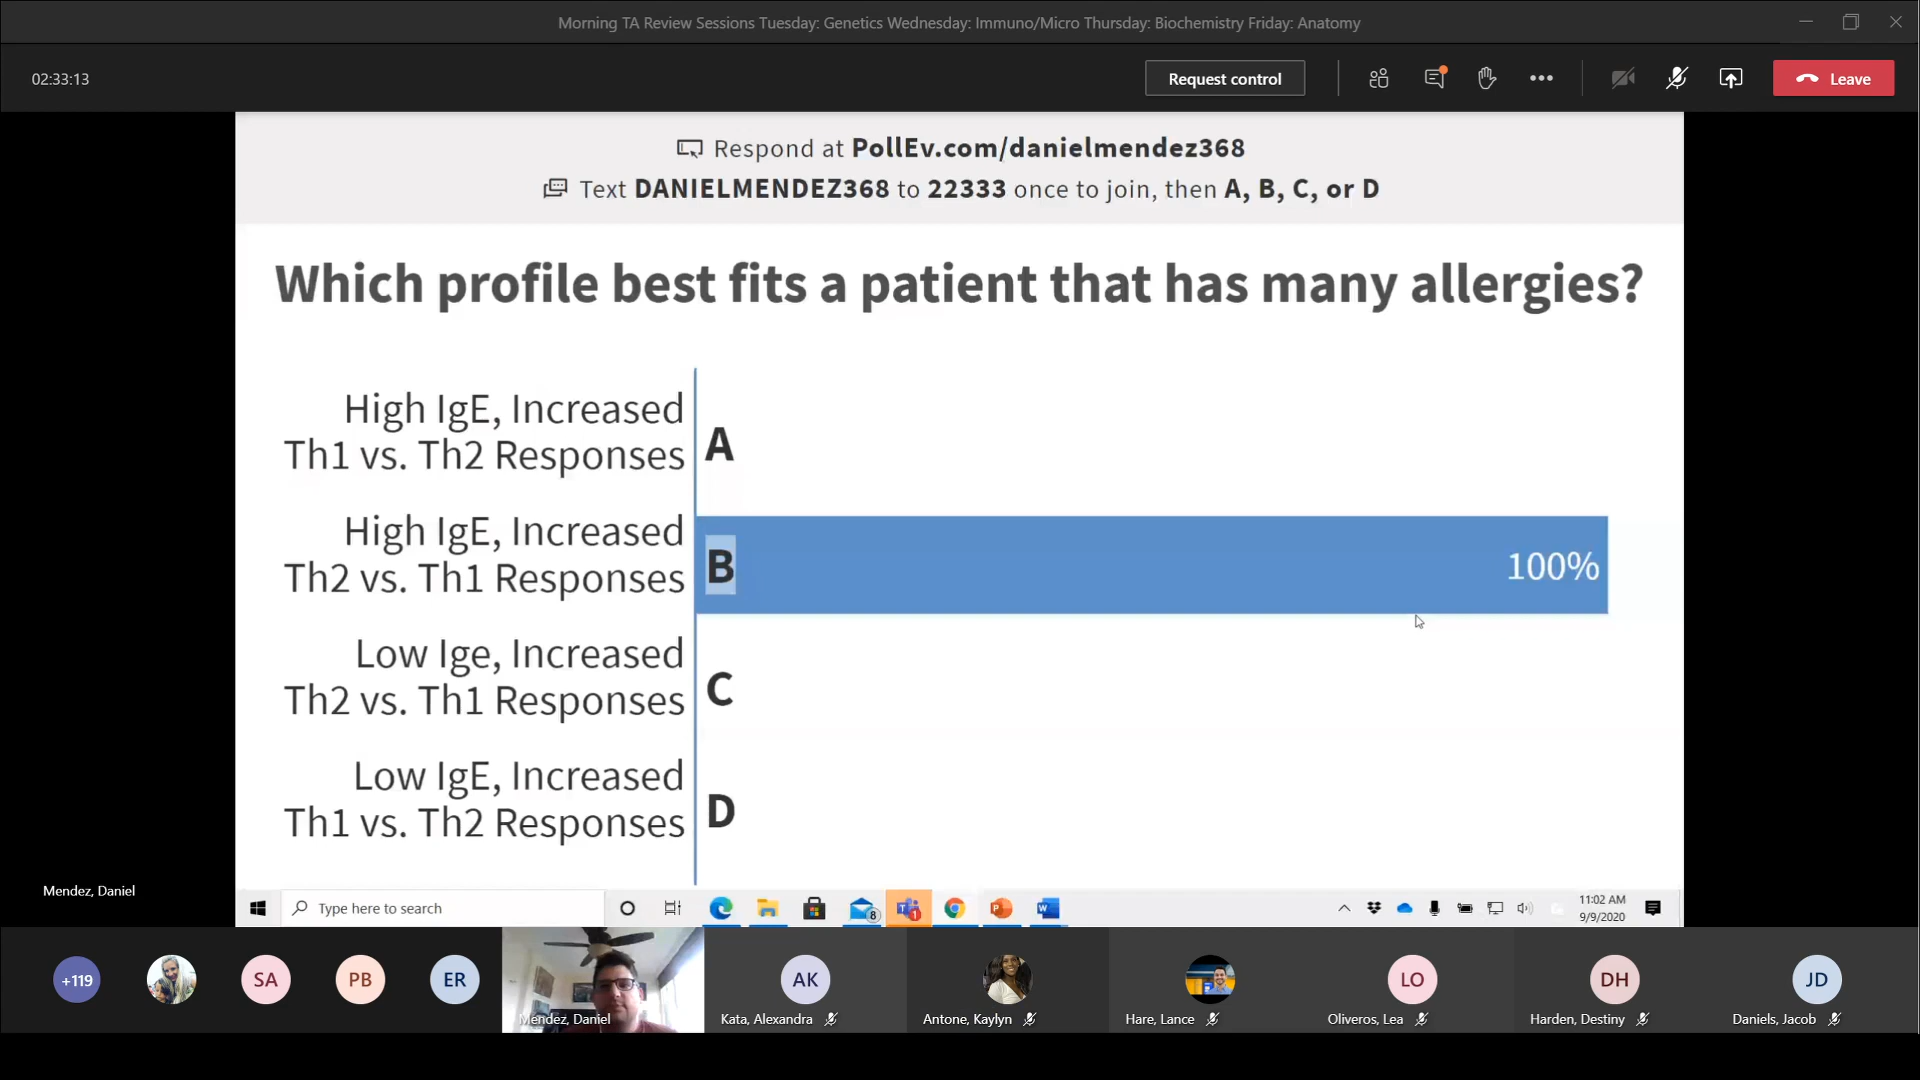 Morning TA Review Sessions Tuesday: Genetics Wednesday: Immuno/Micro Thursday: Biochemistry Friday: Anatomy
02:33:13
Request control
Leave
Respond at PollEv.com/danielmendez368
Text DANIELMENDEZ368 to 22333 once to join, then A, B, C, or D
Which profile best fits a patient that has many allergies?
High IgE, Increased
Th1 vs. Th2 Responses
A
High IgE, Increased
Th2 vs. Th1 Responses
B
100%
Low Ige, Increased
Th2 vs. Th1 Responses
C
Low IgE, Increased
Th1 vs. Th2 Responses
D
Mendez, Daniel
Type here to search
8
1
11:02 AM
9/9/2020
+119
SA
PB
ER
Mendez, Daniel
AK
Kata, Alexandra
Antone, Kaylyn
Hare, Lance
LO
Oliveros, Lea
DH
Harden, Destiny
JD
Daniels, Jacob